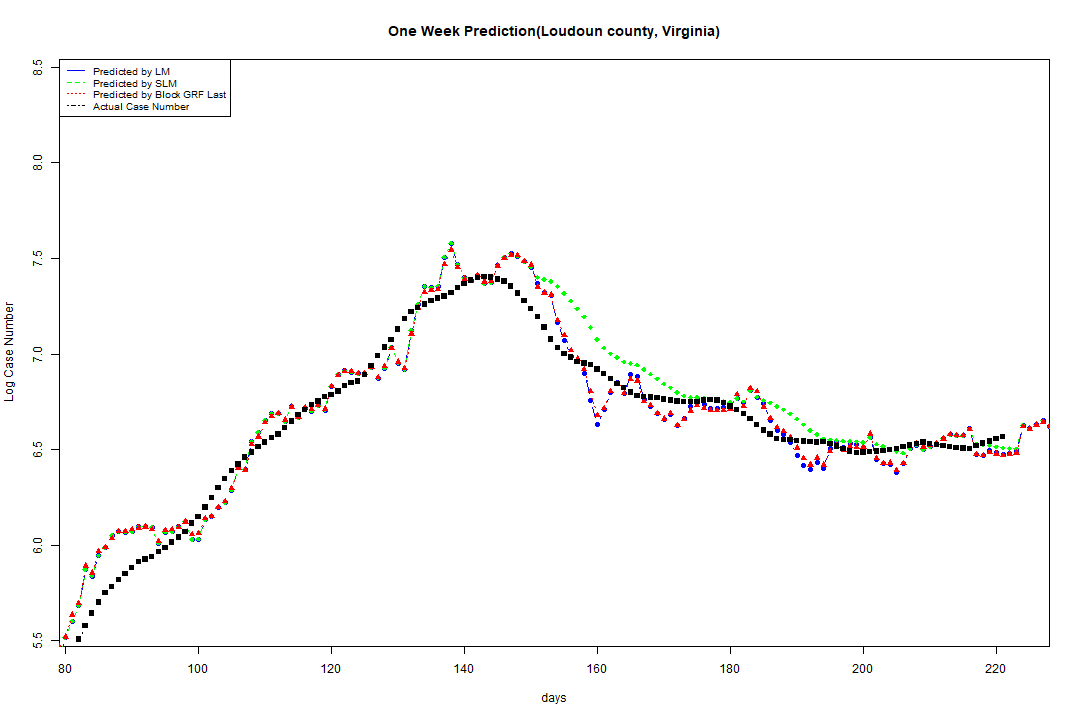 One Week Prediction(Loudoun county, Virginia)
Predicted by LM
Predicted by SLM
Predicted by Block GRF Last
Actual Case Number
8.5
8.0
7.5
7.0
6.5
6.0
5.5
Log Case Number
80 100 120 140 160 180 200 220
days